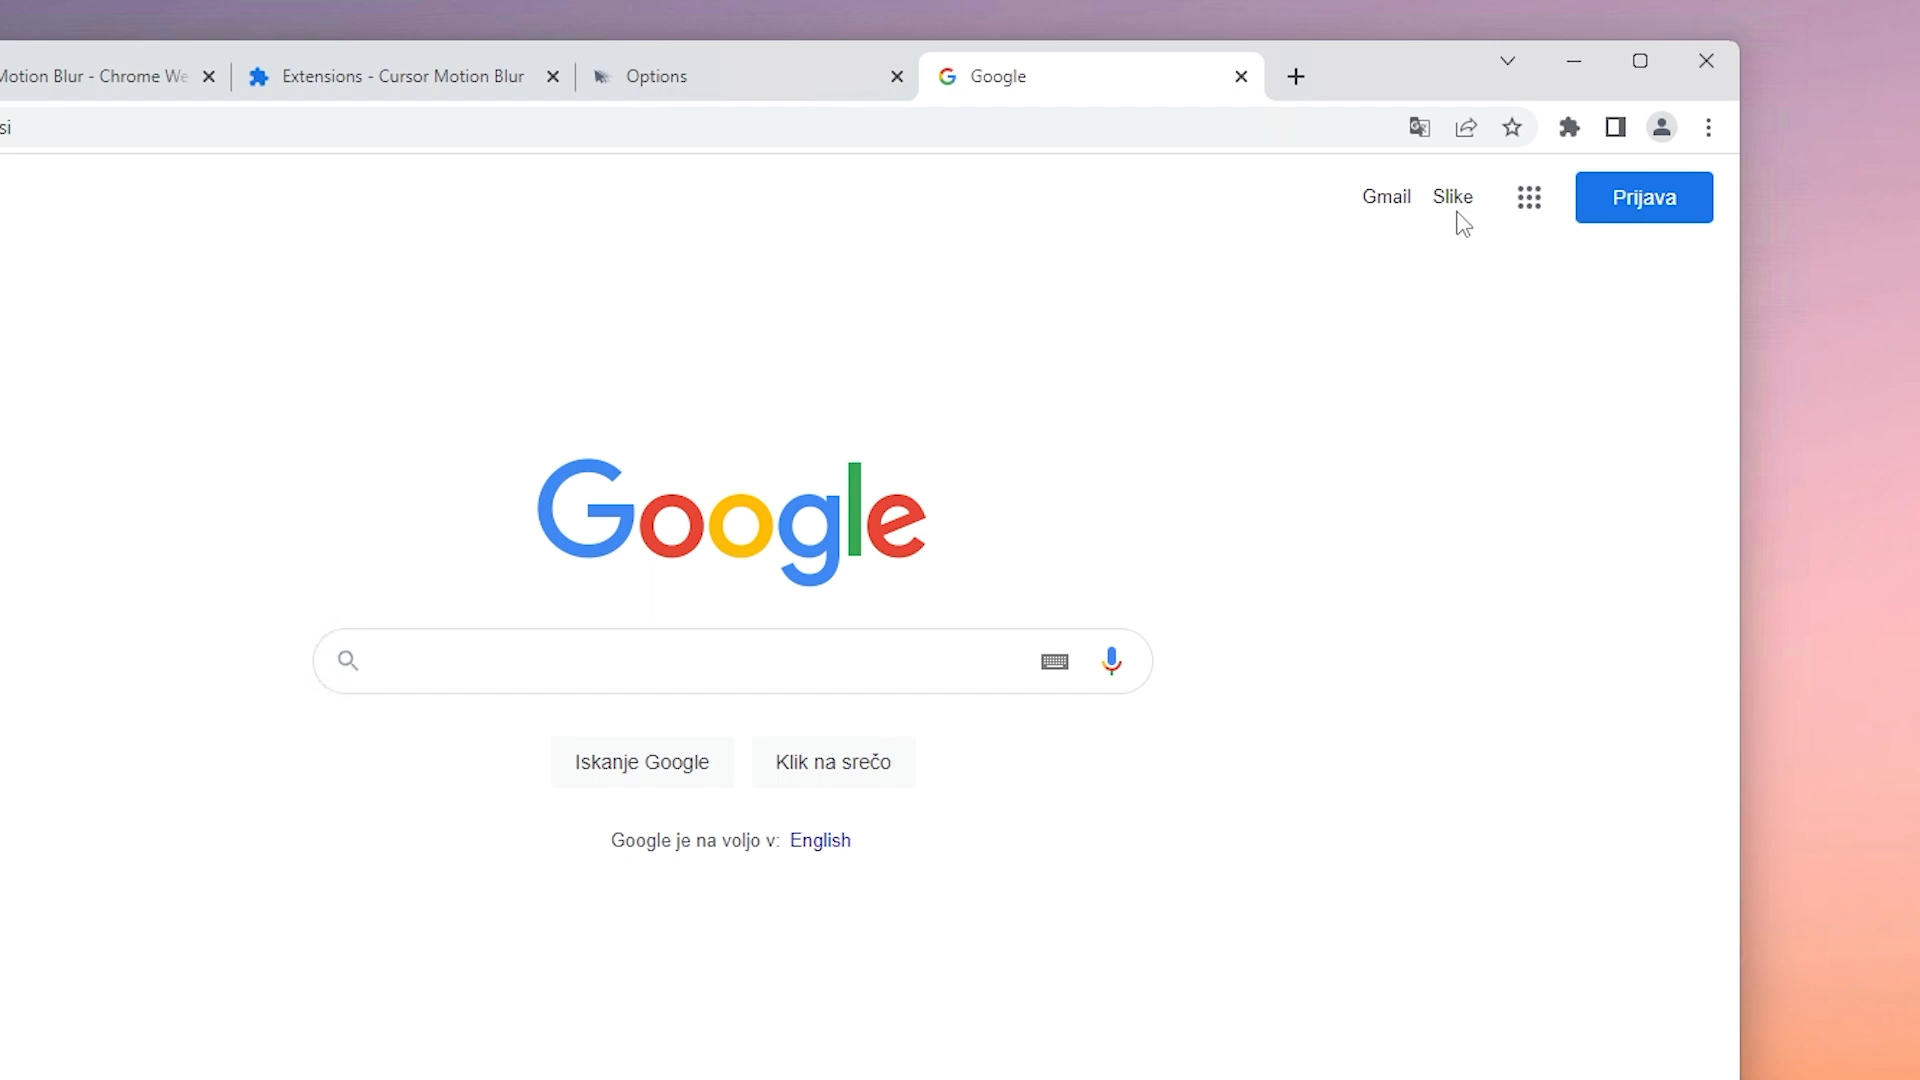 Motion Blur - Chrome We
Extensions - Cursor Motion Blur
Options
Google
si
Gmail
Slike
Prijava
Google
Iskanje Google
Klik na srečo
Google je na voljo v: English